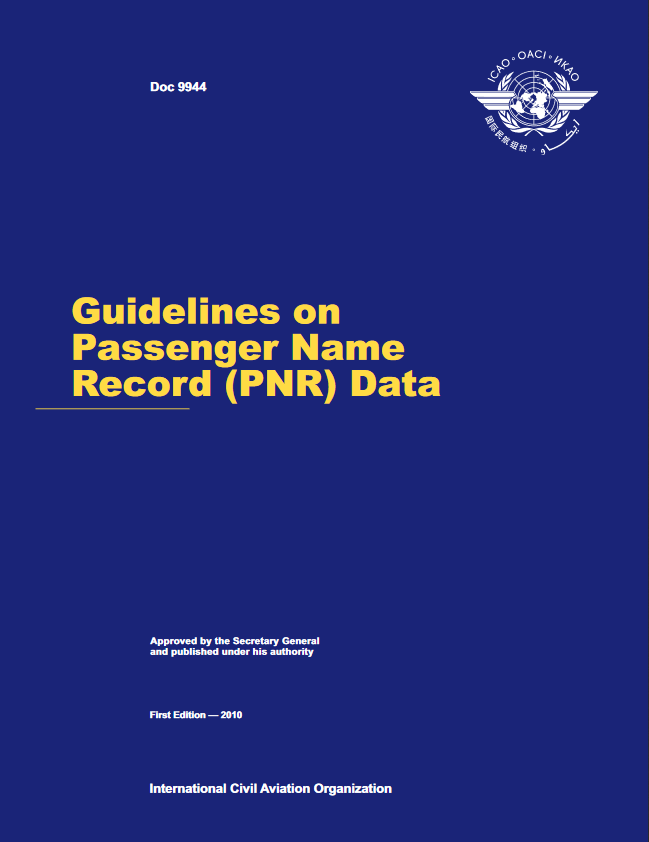 Doc 9944
ICAO ◦ OACI ◦ ИКАО
国际民航组织 ◦ ايكاو
Guidelines on
Passenger Name
Record (PNR) Data
Approved by the Secretary General
and published under his authority
First Edition — 2010
International Civil Aviation Organization